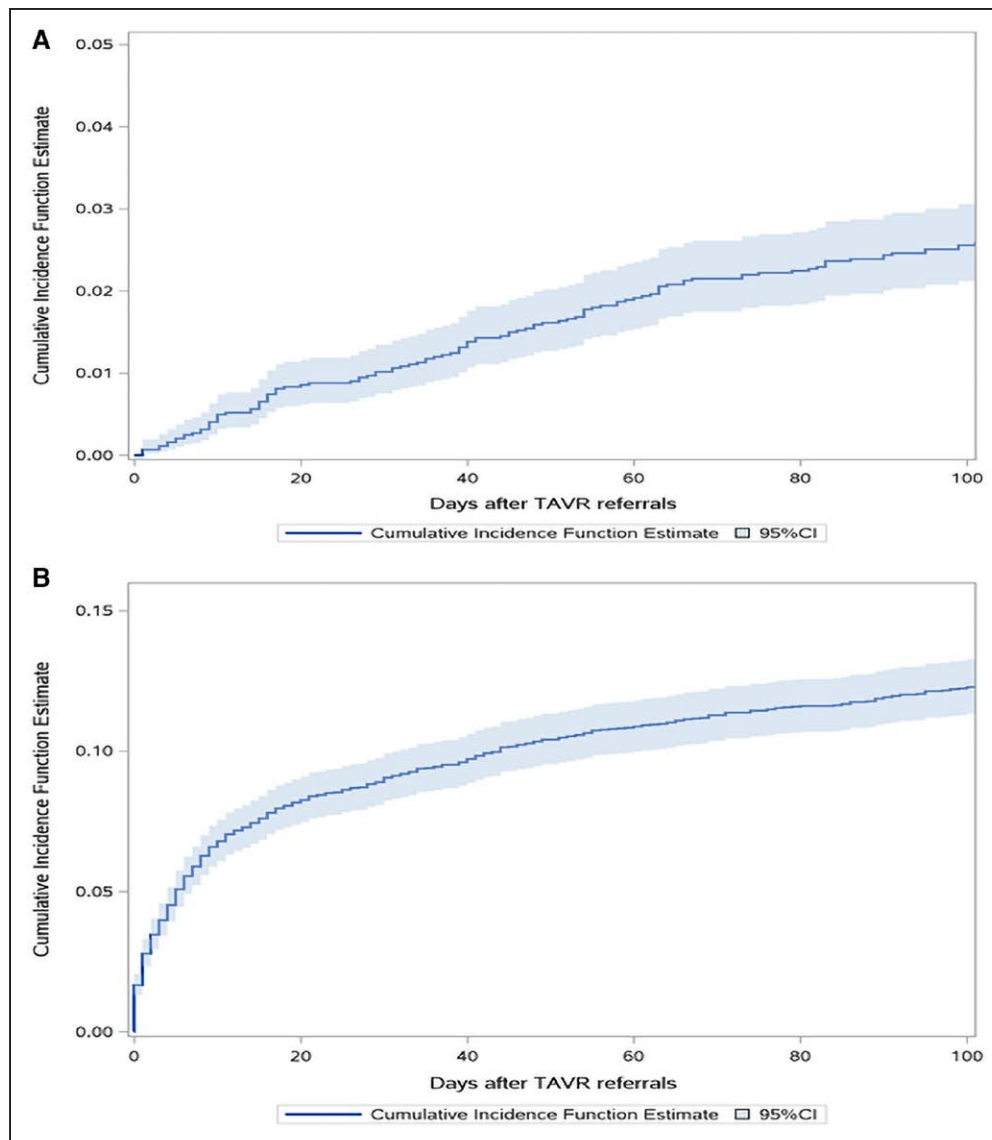 A
Cumulative Incidence Function Estimate
0.05
0.04
0.03
0.02
0.01
0.00
0 20 40 60 80 100
Days after TAVR referrals
Cumulative Incidence Function Estimate 95%CI
B
Cumulative Incidence Function Estimate
0.15
0.10
0.05
0.00
0 20 40 60 80 100
Days after TAVR referrals
Cumulative Incidence Function Estimate 95%CI